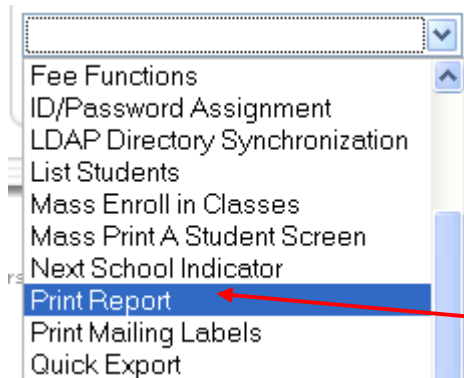 Fee Functions
ID/Password Assignment
LDAP Directory Synchronization
List Students
Mass Enroll in Classes
Mass Print A Student Screen
Next School Indicator
rs
Print Report
Print Mailing Labels
Quick Export